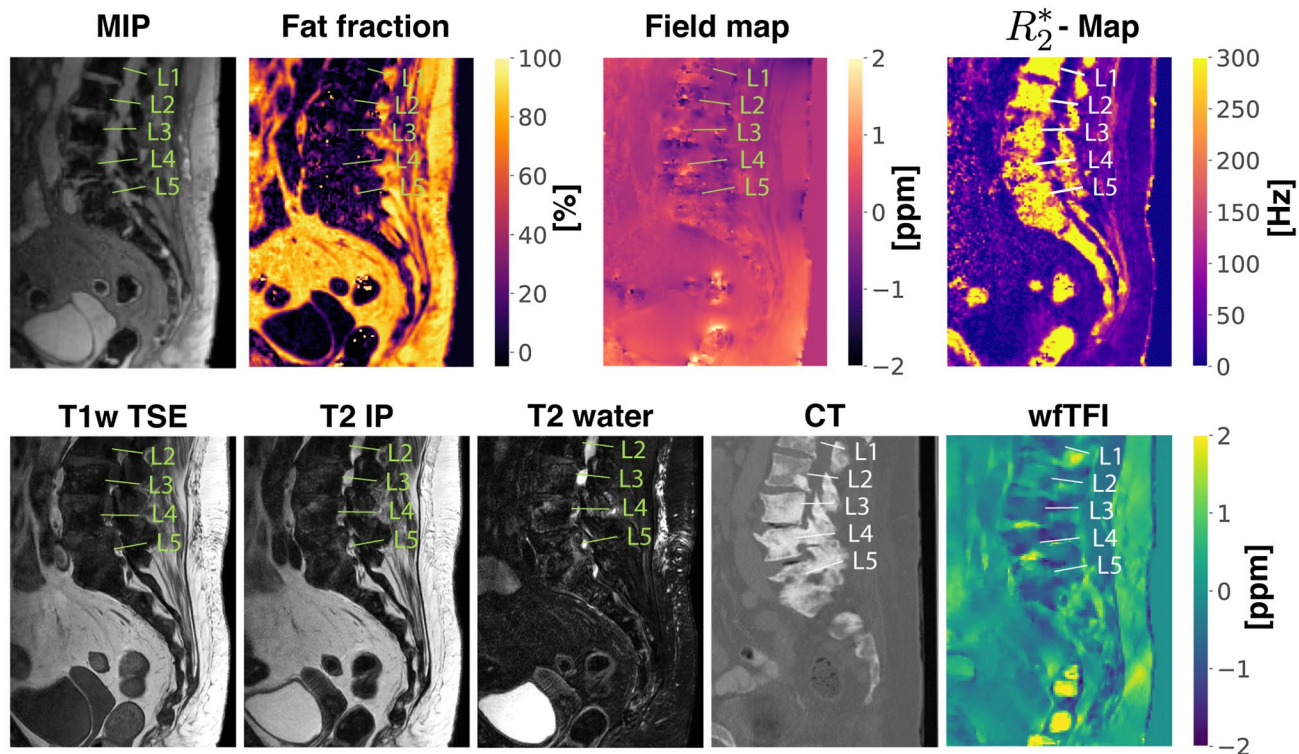 MIP
Fat fraction
Field map
R₂* - Map
L1
L2
L3
L4
L5
L1
L2
L3
L4
L5
100
80
60
40
20
0
[%]
L1
L2
L3
L4
L5
2
1
0
−1
−2
[ppm]
L1
L2
L3
L4
L5
300
250
200
150
100
50
0
[Hz]
T1w TSE
T2 IP
T2 water
CT
wfTFI
L2
L3
L4
L5
L2
L3
L4
L5
L2
L3
L4
L5
L1
L2
L3
L4
L5
L1
L2
L3
L4
L5
2
1
0
−1
−2
[ppm]